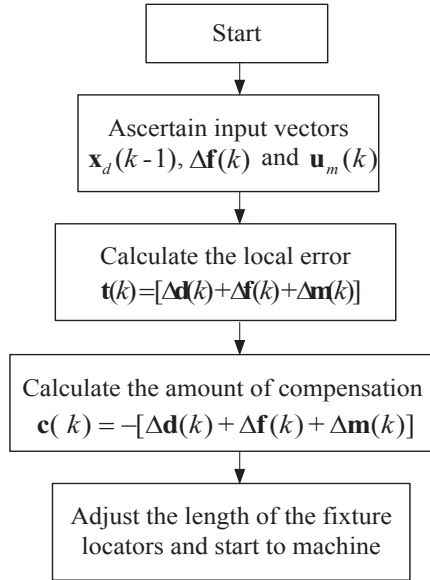 Start
Ascertain input vectors
𝐱_d(k-1), Δ𝐟(k) and 𝐮_m(k)
Calculate the local error
𝐭(k)=[Δ𝐝(k)+Δ𝐟(k)+Δ𝐦(k)]
Calculate the amount of compensation
𝐜( k) = −[Δ𝐝(k) + Δ𝐟(k) + Δ𝐦(k)]
Adjust the length of the fixture
locators and start to machine